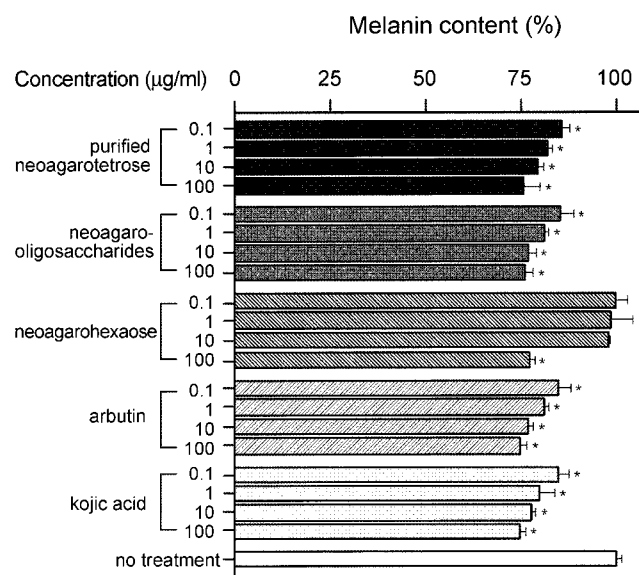 Melanin content (%)
Concentration (μg/ml) 0 25 50 75 100
purified neoagarotetrose
0.1 *
1 *
10 *
100 *
neoagaro-oligosaccharides
0.1 *
1 *
10 *
100 *
neoagarohexaose
0.1
1
10
100 *
arbutin
0.1 *
1 *
10 *
100 *
kojic acid
0.1 *
1 *
10 *
100 *
no treatment